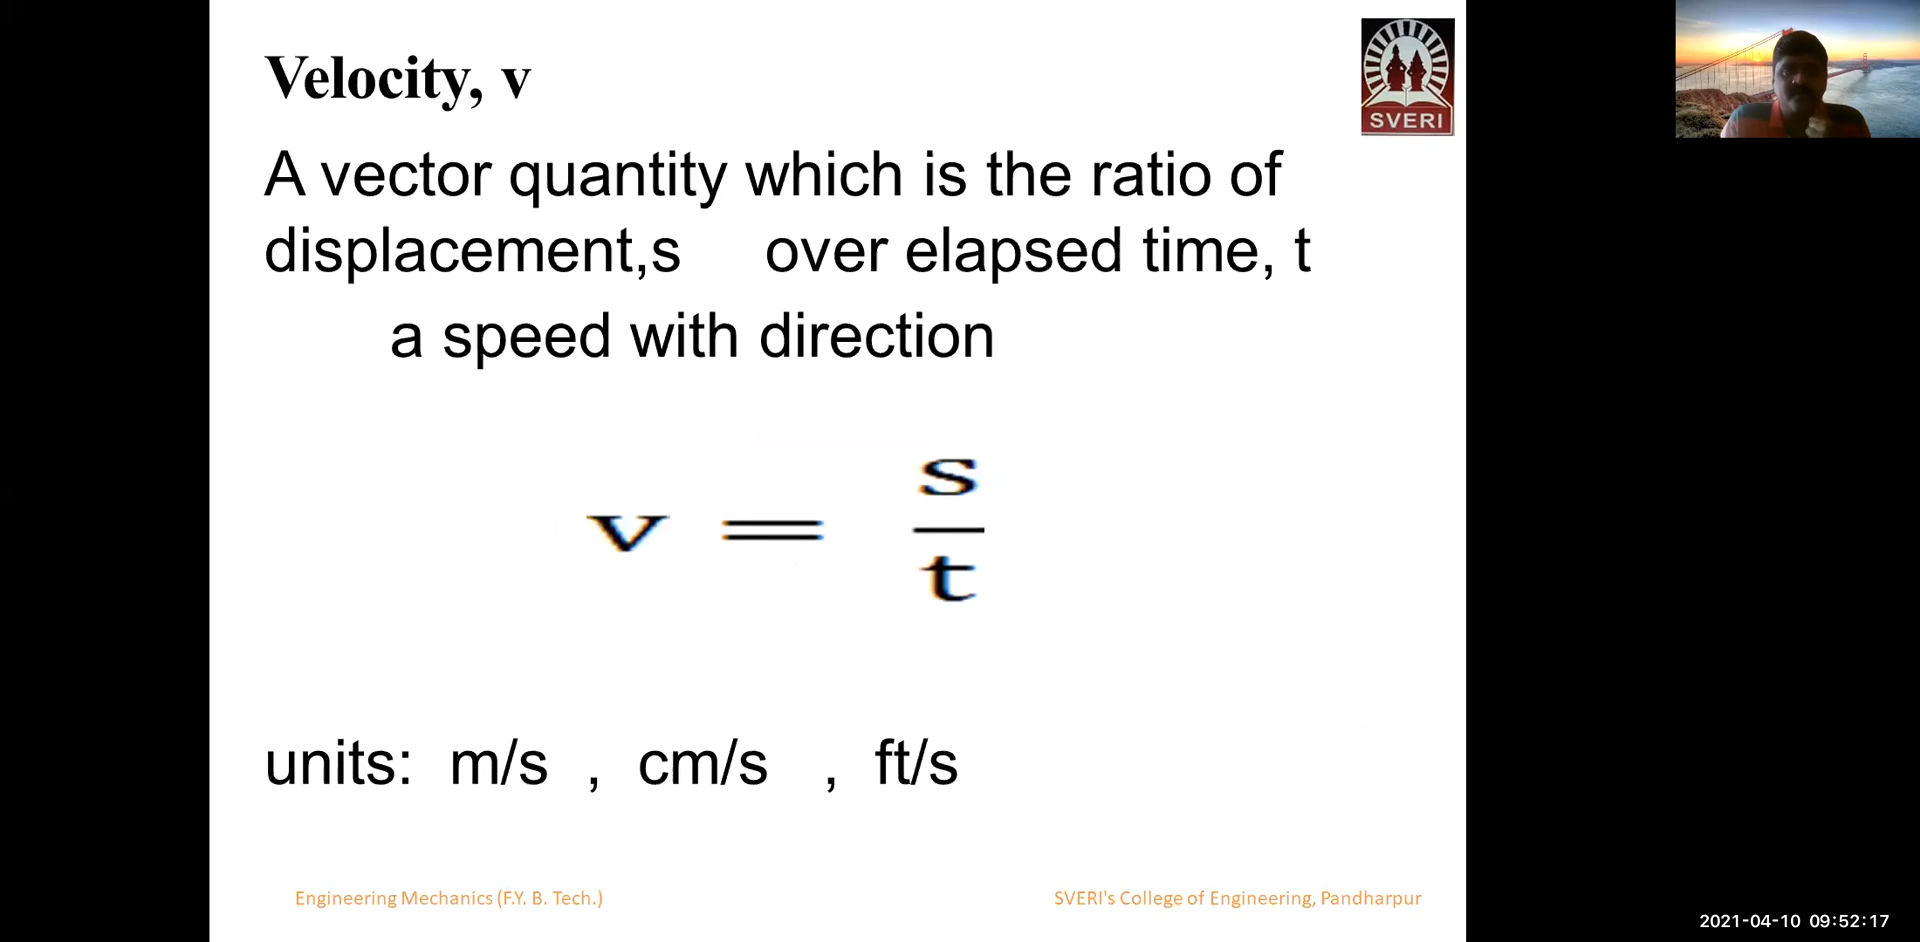 Velocity, v
SVERI
A vector quantity which is the ratio of
displacement,s over elapsed time, t
a speed with direction
v = s/t
units: m/s , cm/s , ft/s
Engineering Mechanics (F.Y. B. Tech.)
SVERI's College of Engineering, Pandharpur
2021-04-10 09:52:17